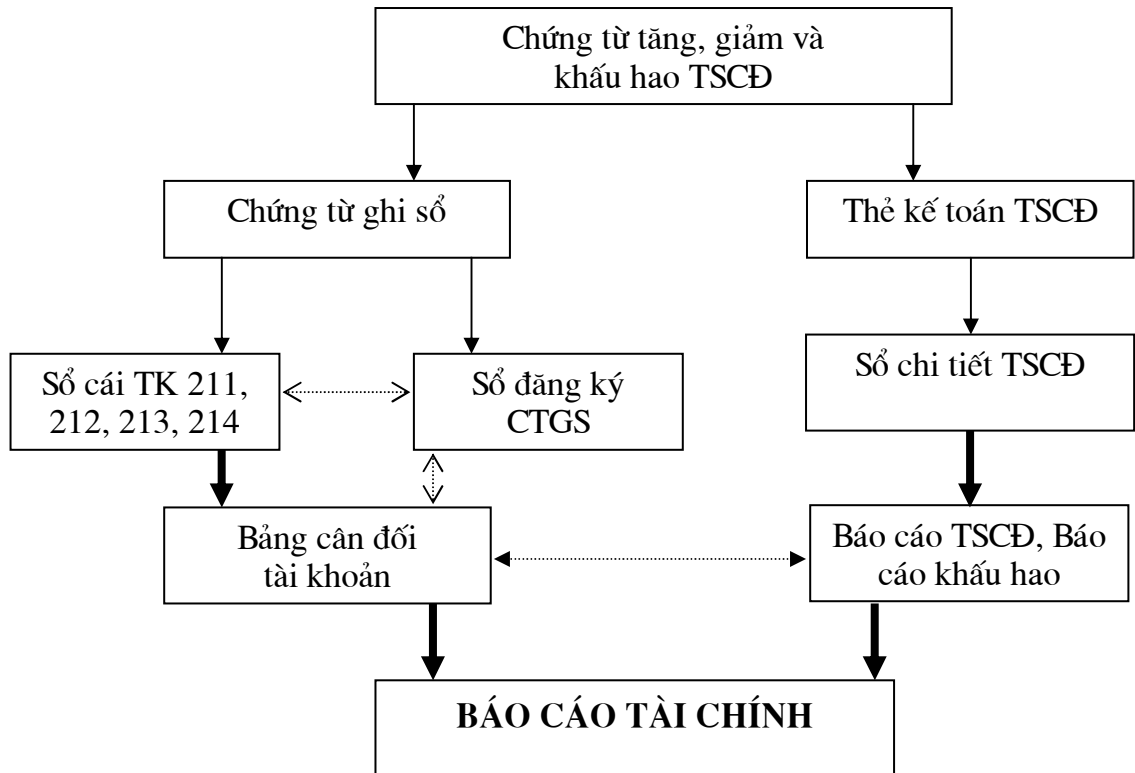 Chứng từ tăng, giảm và
khấu hao TSCĐ
Chứng từ ghi sổ
Thẻ kế toán TSCĐ
Sổ cái TK 211,
212, 213, 214
Sổ đăng ký
CTGS
Sổ chi tiết TSCĐ
Bảng cân đối
tài khoản
Báo cáo TSCĐ, Báo
cáo khấu hao
BÁO CÁO TÀI CHÍNH